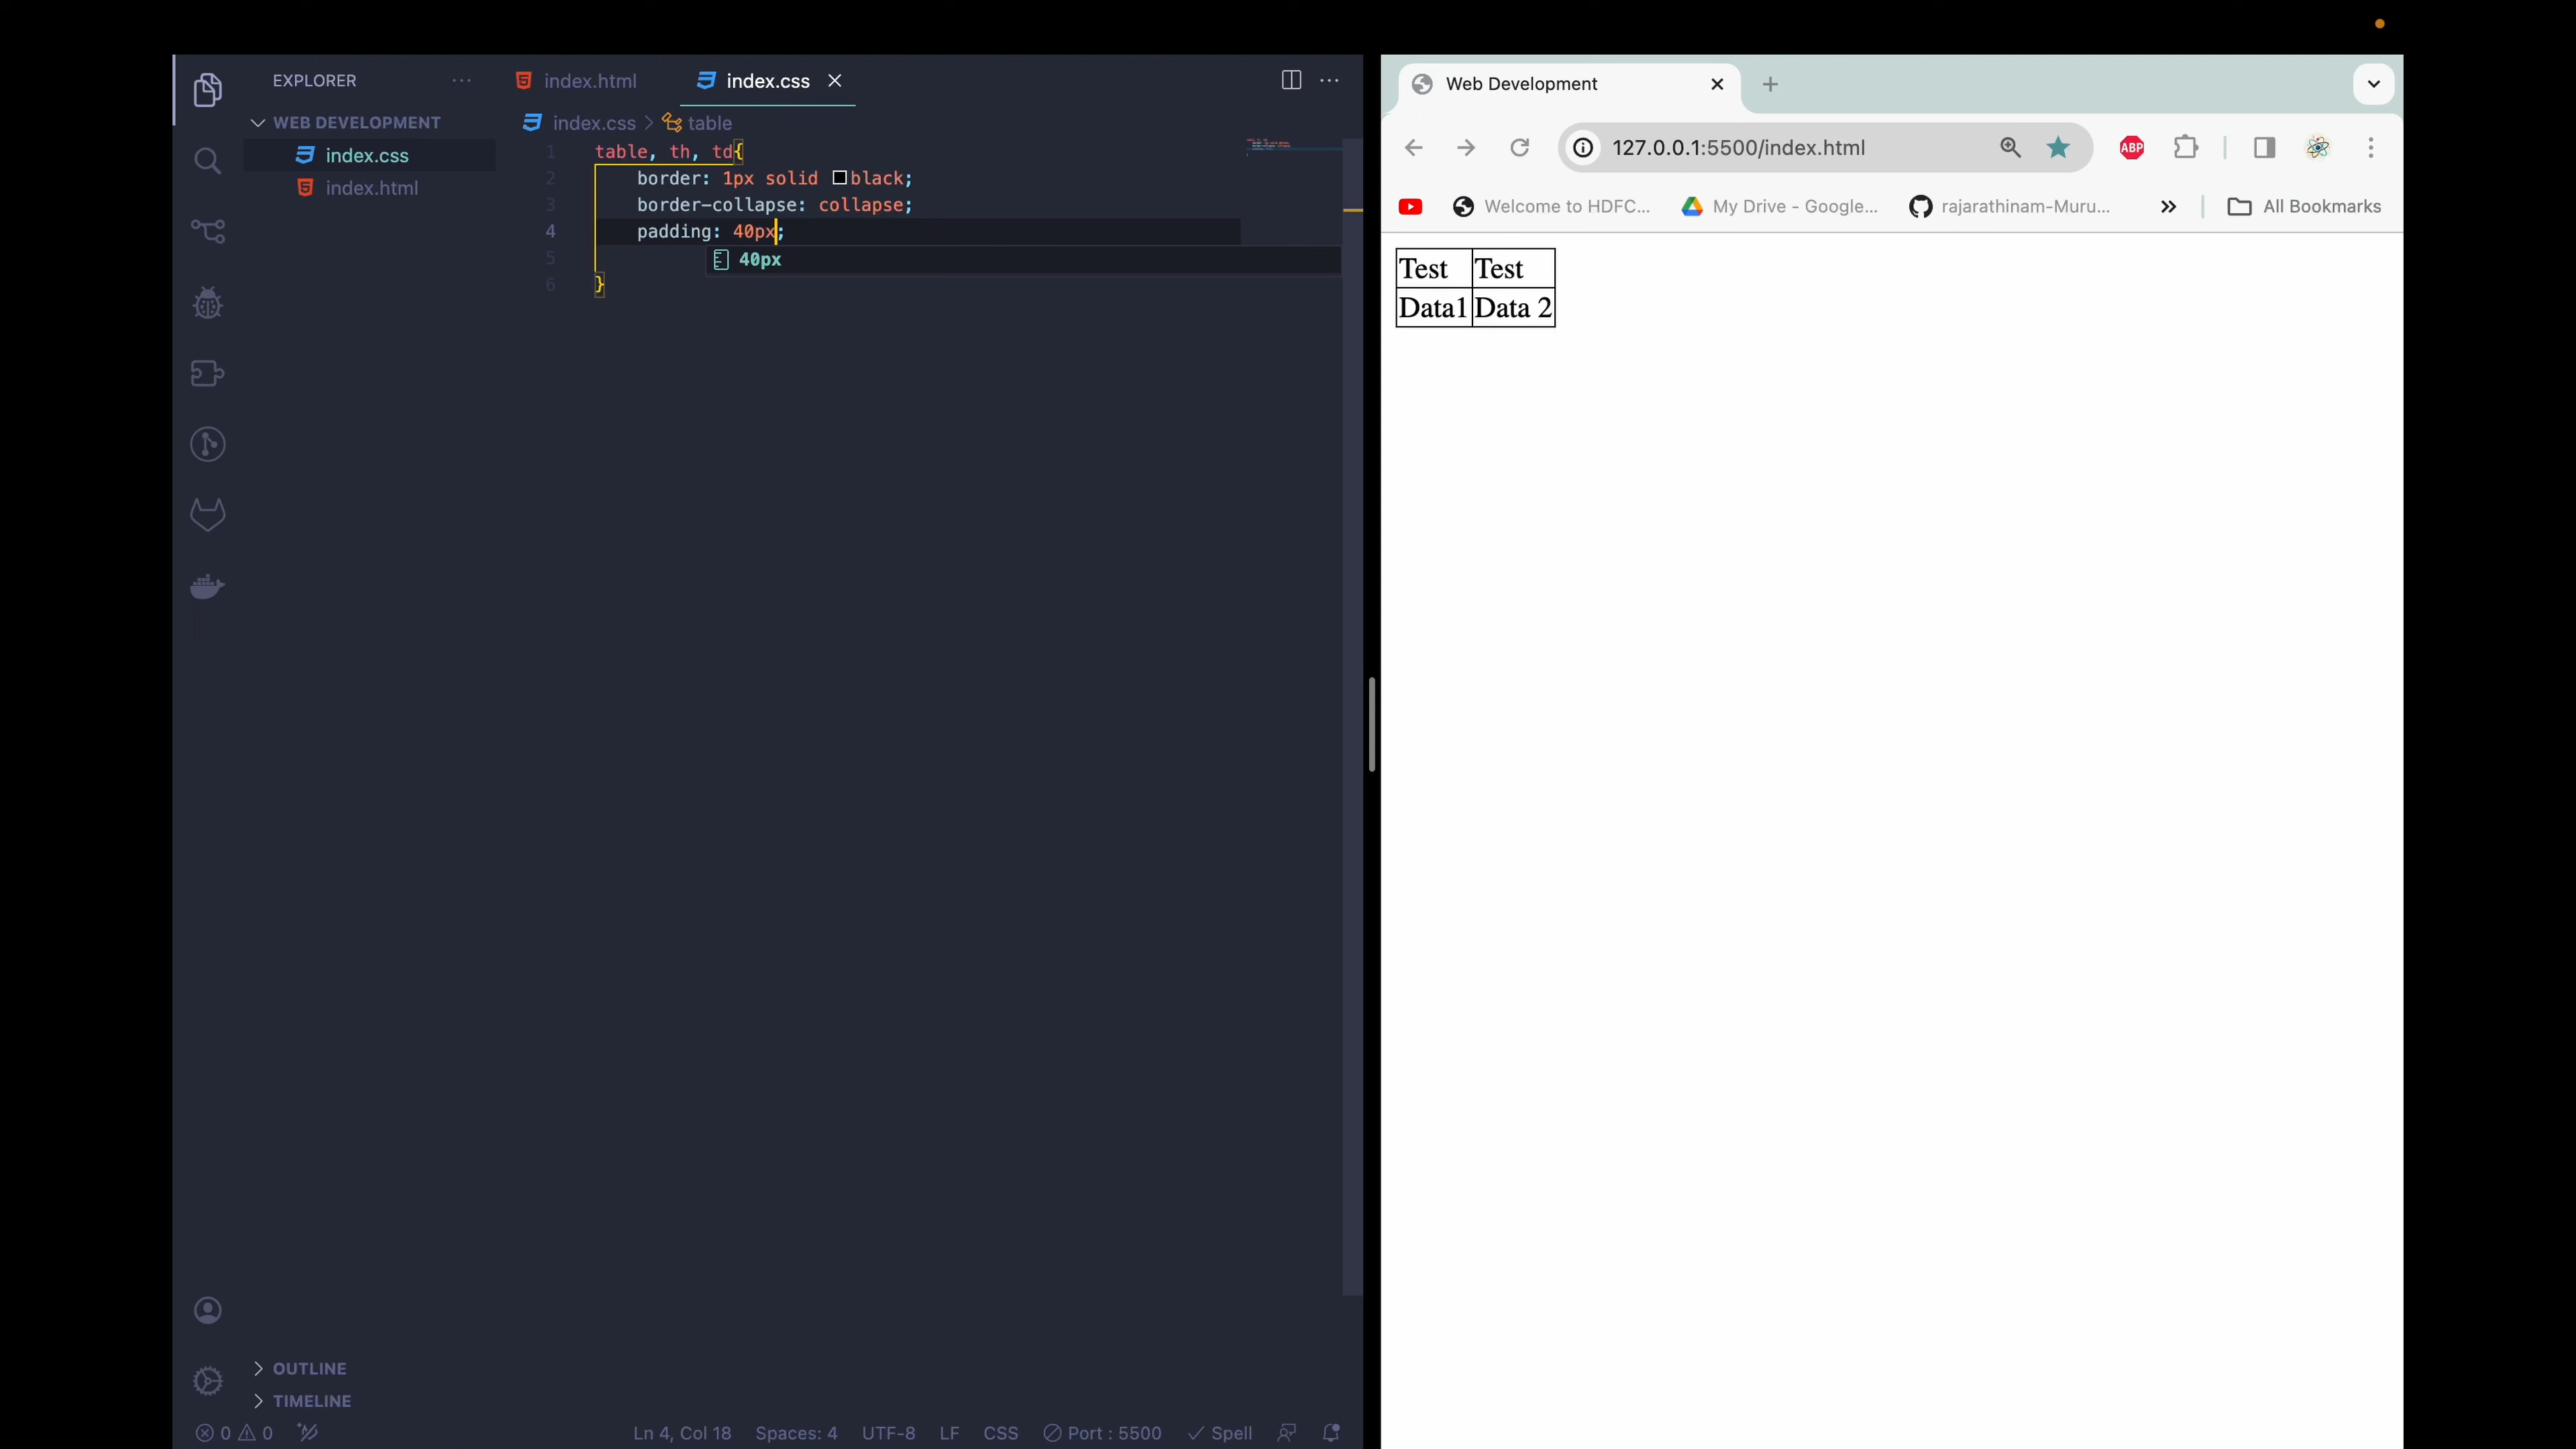 EXPLORER
WEB DEVELOPMENT
index.css
index.html
OUTLINE
TIMELINE
index.html
index.css
index.css > table
1 table, th, td{
2 border: 1px solid black;
3 border-collapse: collapse;
4 padding: 40px;
40px
5
6 }
0 0
Ln 4, Col 18
Spaces: 4
UTF-8
LF
CSS
Port : 5500
Spell
Web Development
127.0.0.1:5500/index.html
ABP
Welcome to HDFC...
My Drive - Google...
rajarathinam-Muru...
All Bookmarks
Test Test
Data1 Data 2